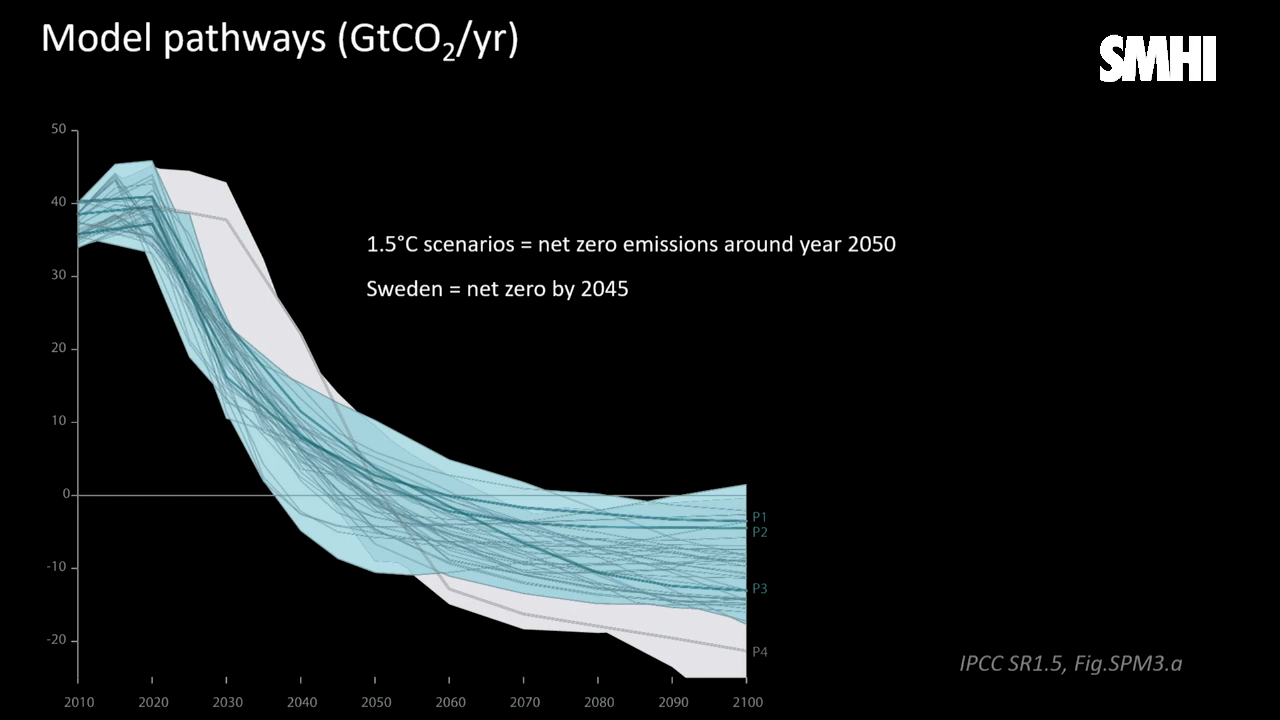 Model pathways (GtCO₂/yr)
SMHI
50
40
30
20
10
0
-10
-20
1.5°C scenarios = net zero emissions around year 2050
Sweden = net zero by 2045
P1
P2
P3
P4
IPCC SR1.5, Fig.SPM3.a
2010 2020 2030 2040 2050 2060 2070 2080 2090 2100